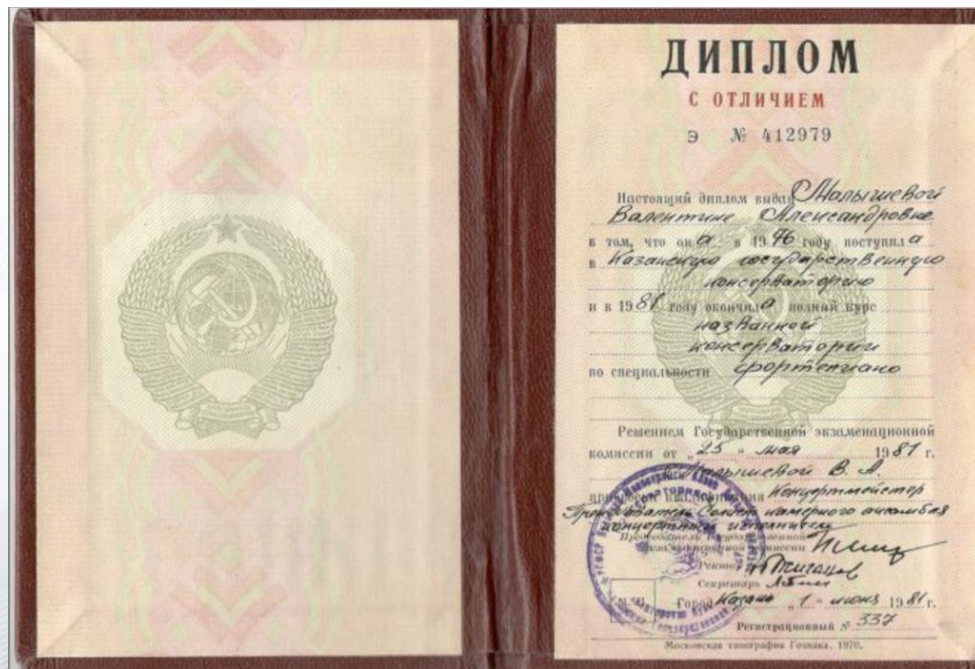 ДИПЛОМ
С ОТЛИЧИЕМ
Э № 412979
Настоящий диплом выдан Малышевой
Валентине Александровне
в том, что она в 1976 году поступила
в Казанскую государственную
консерваторию
и в 1981 году окончила полный курс
названной
консерватории
по специальности фортепиано
Решением Государственной экзаменационной
комиссии от „25" мая 1981 г.
Малышевой В. А.
присвоена квалификация Концертмейстер
Преподаватель Солист камерного ансамбля
концертный исполнитель
Председатель Государственной
экзаменационной комиссии
Ректор
Секретарь
Город Казань „1" июня 1981 г.
Регистрационный № 337
Московская типография Гознака. 1970.